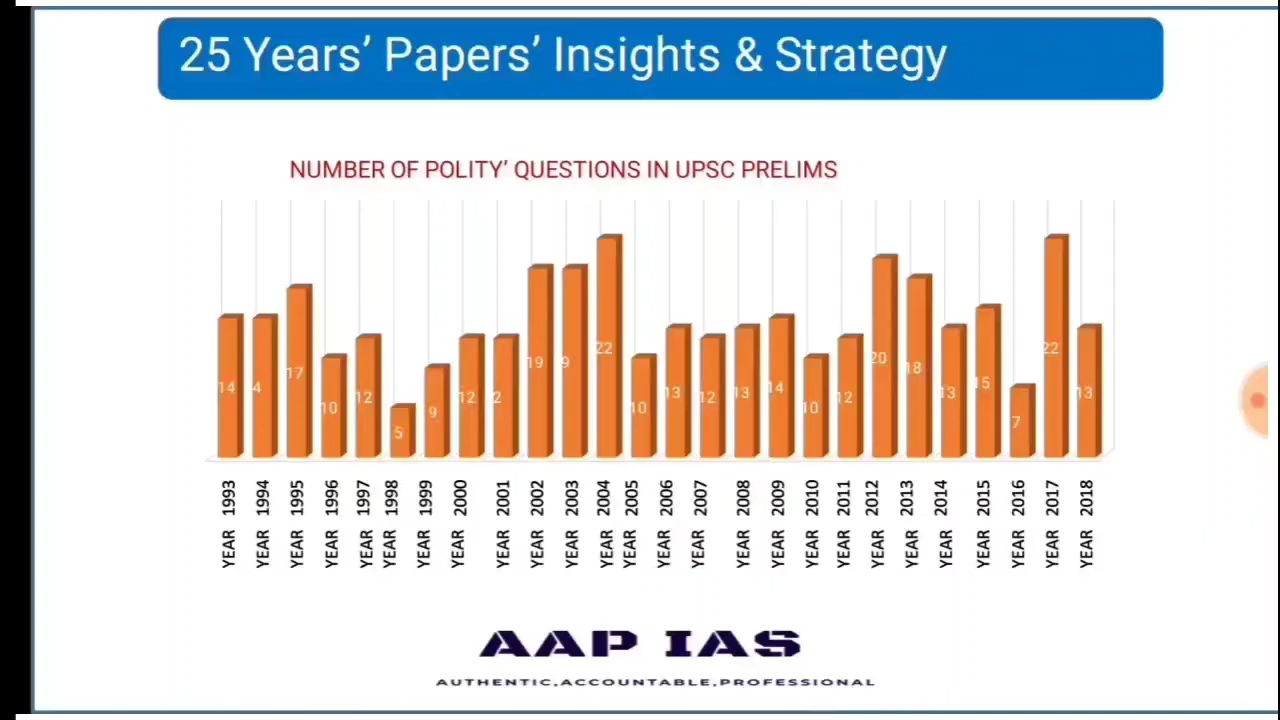 25 Years’ Papers’ Insights & Strategy
NUMBER OF POLITY’ QUESTIONS IN UPSC PRELIMS
14 4 17 10 12 5 9 12 2 19 9 22 10 13 12 13 14 10 12 20 18 13 15 7 22 13
YEAR 1993 YEAR 1994 YEAR 1995 YEAR 1996 YEAR 1997 YEAR 1998 YEAR 1999 YEAR 2000 YEAR 2001 YEAR 2002 YEAR 2003 YEAR 2004 YEAR 2005 YEAR 2006 YEAR 2007 YEAR 2008 YEAR 2009 YEAR 2010 YEAR 2011 YEAR 2012 YEAR 2013 YEAR 2014 YEAR 2015 YEAR 2016 YEAR 2017 YEAR 2018
AAP IAS
AUTHENTIC,ACCOUNTABLE,PROFESSIONAL